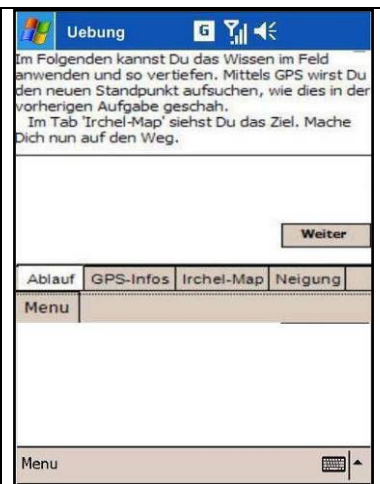 Uebung G
Im Folgenden kannst Du das Wissen im Feld
anwenden und so vertiefen. Mittels GPS wirst Du
den neuen Standpunkt aufsuchen, wie dies in der
vorherigen Aufgabe geschah.
Im Tab 'Irchel-Map' siehst Du das Ziel. Mache
Dich nun auf den Weg.
Weiter
Ablauf GPS-Infos Irchel-Map Neigung
Menu
Menu